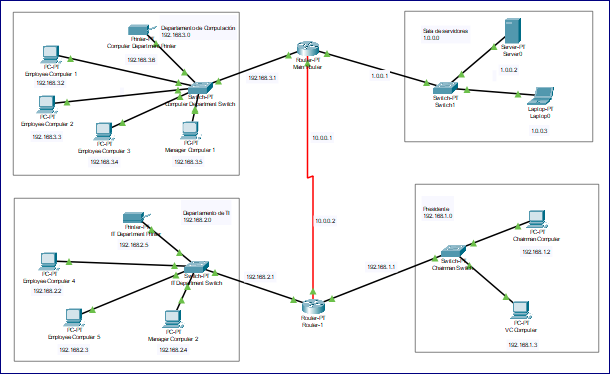 Departamento de Computación
192.168.3.0
Printer-PT
Computer Department Printer
192.168.3.6
PC-PT
Employee Computer 1
192.168.3.2
PC-PT
Employee Computer 2
192.168.3.3
PC-PT
Employee Computer 3
192.168.3.4
Switch-PT
Computer Department Switch
PC-PT
Manager Computer 1
192.168.3.5
192.168.3.1
Router-PT
Main Router
1.0.0.1
Sala de servidores
1.0.0.0
Server-PT
Server0
1.0.0.2
Switch-PT
Switch1
Laptop-PT
Laptop0
1.0.0.3
10.0.0.1
10.0.0.2
Departamento de TI
192.168.2.0
Printer-PT
IT Department Printer
192.168.2.5
PC-PT
Employee Computer 4
192.168.2.2
Switch-PT
IT Department Switch
PC-PT
Employee Computer 5
192.168.2.3
PC-PT
Manager Computer 2
192.168.2.4
192.168.2.1
Router-PT
Router-1
192.168.1.1
Presidente
192.168.1.0
PC-PT
Chairman Computer
192.168.1.2
Switch-PT
Chairman Switch
PC-PT
VC Computer
192.168.1.3